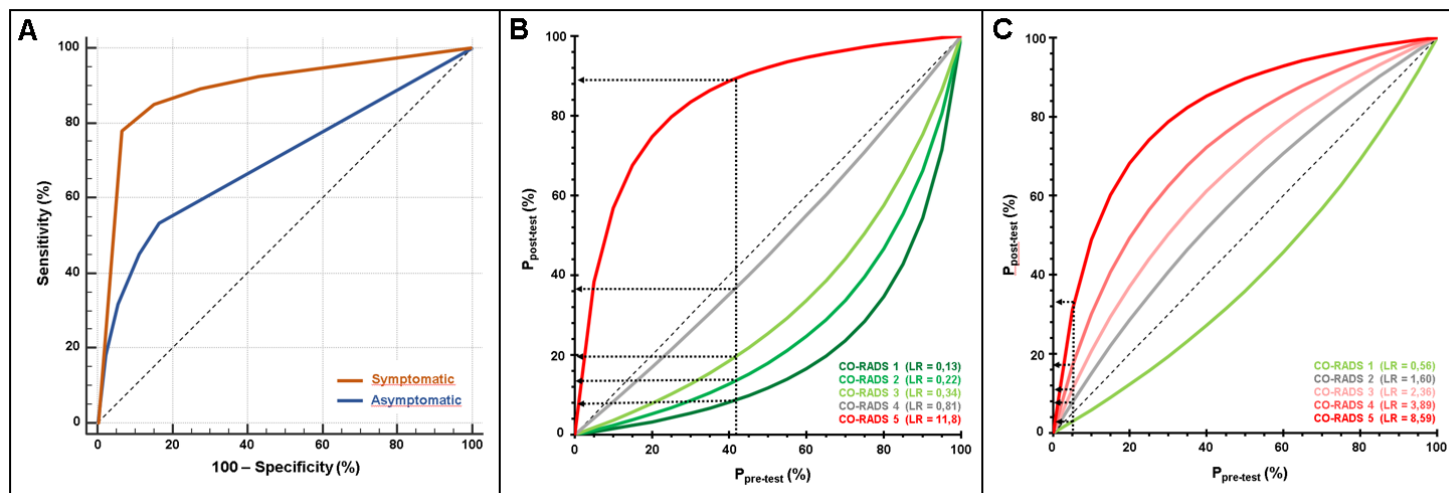 A
100
80
60
40
20
0
Sensitivity (%)
Symptomatic
Asymptomatic
0 20 40 60 80 100
100 – Specificity (%)
B
100
80
60
40
20
0
P post-test (%)
CO-RADS 1 (LR = 0,13)
CO-RADS 2 (LR = 0,22)
CO-RADS 3 (LR = 0,34)
CO-RADS 4 (LR = 0,81)
CO-RADS 5 (LR = 11,8)
0 20 40 60 80 100
P pre-test (%)
C
100
80
60
40
20
0
P post-test (%)
CO-RADS 1 (LR = 0,56)
CO-RADS 2 (LR = 1,60)
CO-RADS 3 (LR = 2,36)
CO-RADS 4 (LR = 3,89)
CO-RADS 5 (LR = 8,59)
0 20 40 60 80 100
P pre-test (%)